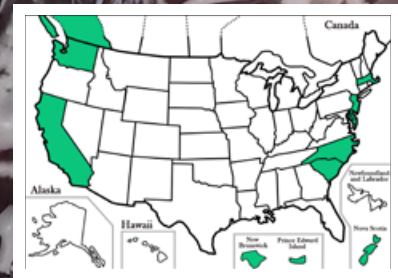 Canada
Newfoundland
and Labrador
Alaska
Hawaii
New
Brunswick
Prince Edward
Island
Nova Scotia